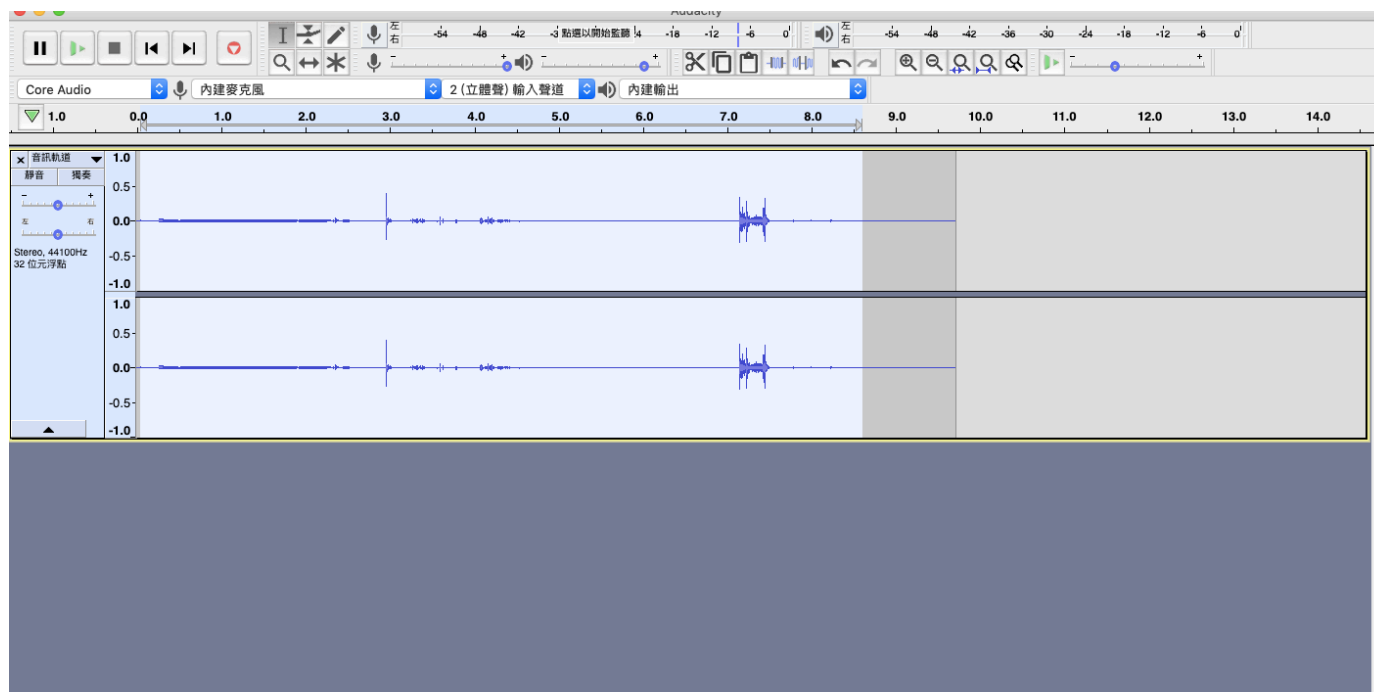 Audacity
左 -54 -48 -42 -3 點選以開始監聽 !4 -18 -12 -6 0 左 -54 -48 -42 -36 -30 -24 -18 -12 -6 0
右 右
- + - + - +
Core Audio 內建麥克風 2 (立體聲) 輸入聲道 內建輸出
1.0 0.0 1.0 2.0 3.0 4.0 5.0 6.0 7.0 8.0 9.0 10.0 11.0 12.0 13.0 14.0
x 音訊軌道 1.0
靜音 獨奏
- + 0.5
左 右 0.0
Stereo, 44100Hz -0.5
32 位元浮點
-1.0
1.0
0.5
0.0
-0.5
-1.0